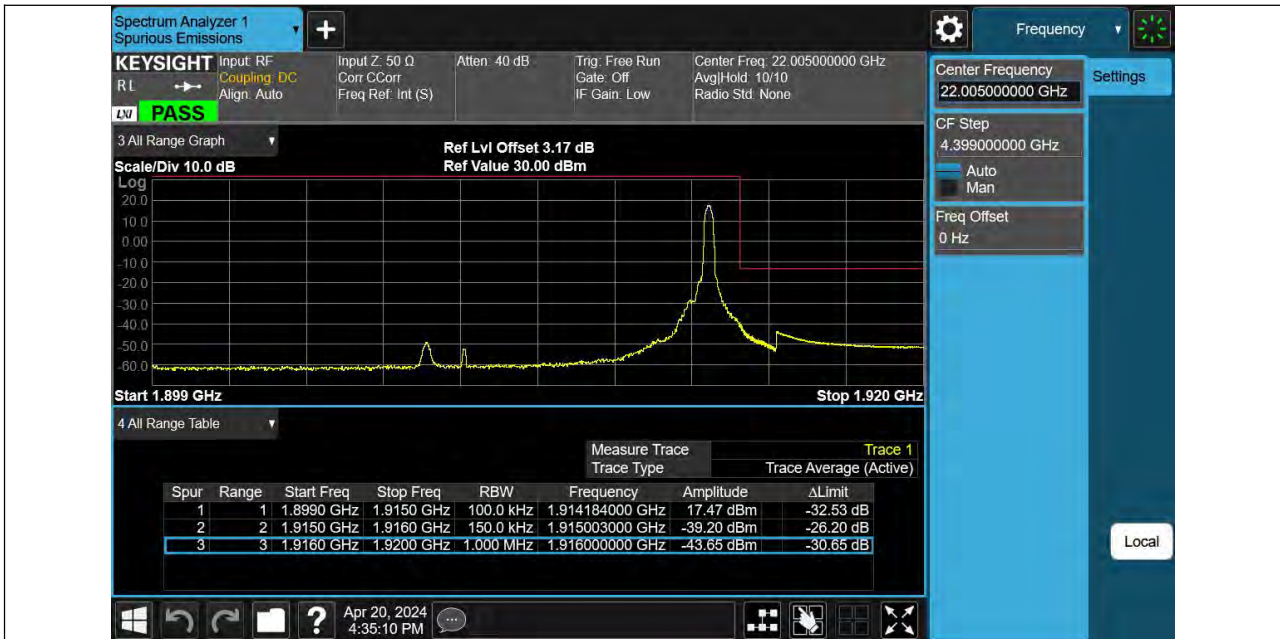 Spectrum Analyzer 1
Spurious Emissions
+
Frequency
KEYSIGHT
RL
LXI
PASS
Input: RF
Coupling: DC
Align: Auto
Input Z: 50 Ω
Corr CCorr
Freq Ref: Int (S)
Atten: 40 dB
Trig: Free Run
Gate: Off
IF Gain: Low
Center Freq: 22.005000000 GHz
Avg|Hold: 10/10
Radio Std: None
Center Frequency
22.005000000 GHz
Settings
CF Step
4.399000000 GHz
Auto
Man
Freq Offset
0 Hz
Local
3 All Range Graph
Ref Lvl Offset 3.17 dB
Scale/Div 10.0 dB
Ref Value 30.00 dBm
Log
20.0
10.0
0.00
-10.0
-20.0
-30.0
-40.0
-50.0
-60.0
Start 1.899 GHz
Stop 1.920 GHz
4 All Range Table
Measure Trace Trace 1
Trace Type Trace Average (Active)
Spur Range Start Freq Stop Freq RBW Frequency Amplitude ΔLimit
1 1 1.8990 GHz 1.9150 GHz 100.0 kHz 1.914184000 GHz 17.47 dBm -32.53 dB
2 2 1.9150 GHz 1.9160 GHz 150.0 kHz 1.915003000 GHz -39.20 dBm -26.20 dB
3 3 1.9160 GHz 1.9200 GHz 1.000 MHz 1.916000000 GHz -43.65 dBm -30.65 dB
?
Apr 20, 2024
4:35:10 PM